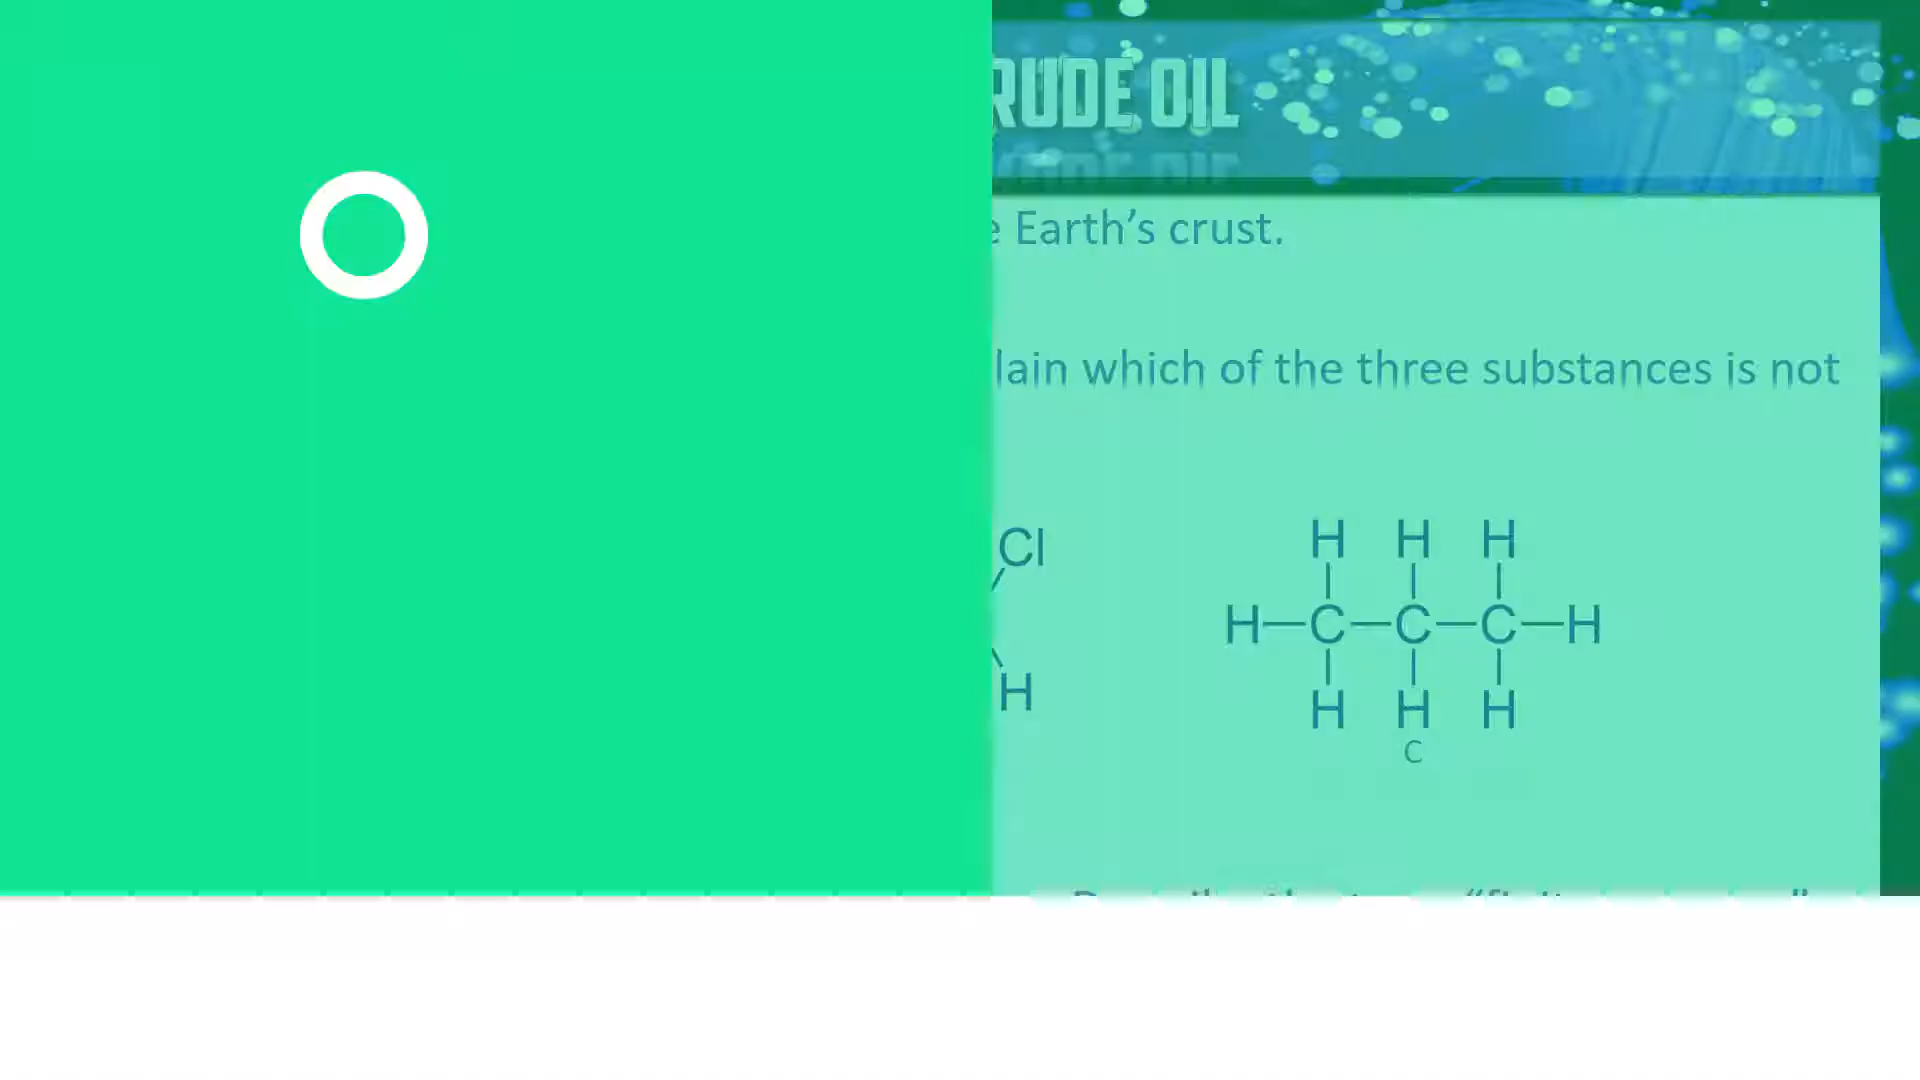 RUDE OIL
e Earth's crust.
lain which of the three substances is not
H H H
Cl
H—C—C—C—H
H
H H H
C